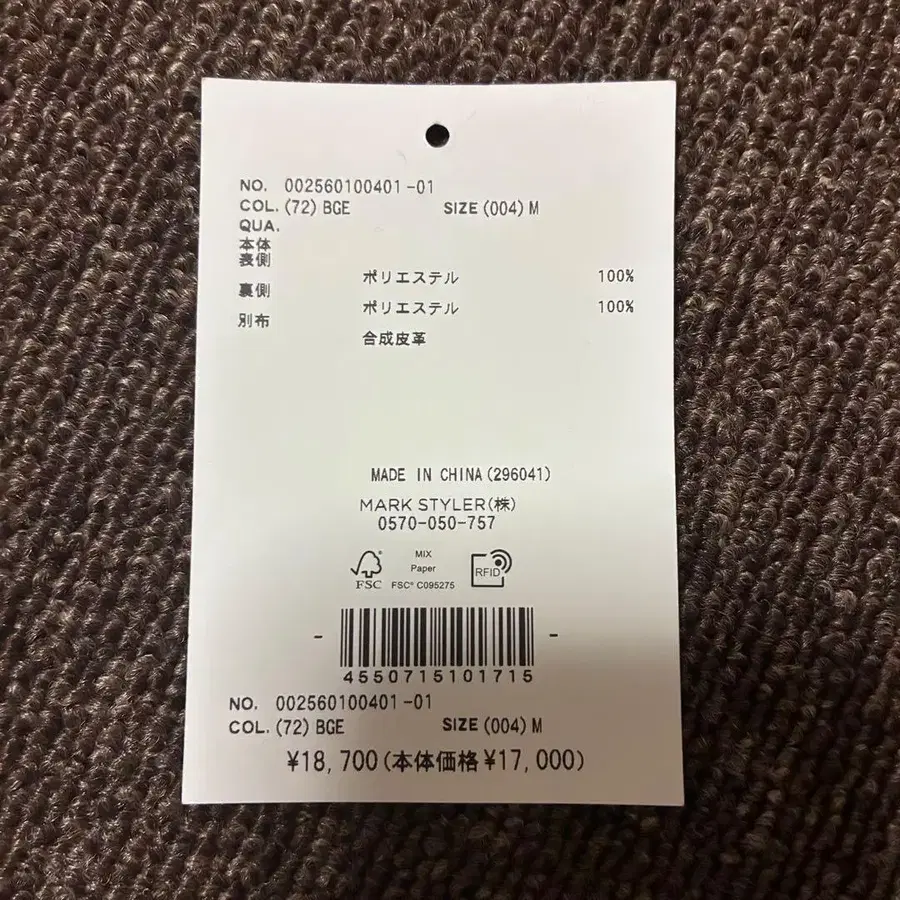 NO. 002560100401-01
COL. (72) BGE SIZE (004) M
QUA.
本体
表側
ポリエステル 100%
裏側
ポリエステル 100%
別布
合成皮革
MADE IN CHINA (296041)
MARK STYLER(株)
0570-050-757
FSC
MIX
Paper
FSC® C095275
RFID
4550715101715
NO. 002560100401-01
COL. (72) BGE SIZE (004) M
¥18,700(本体価格¥17,000)